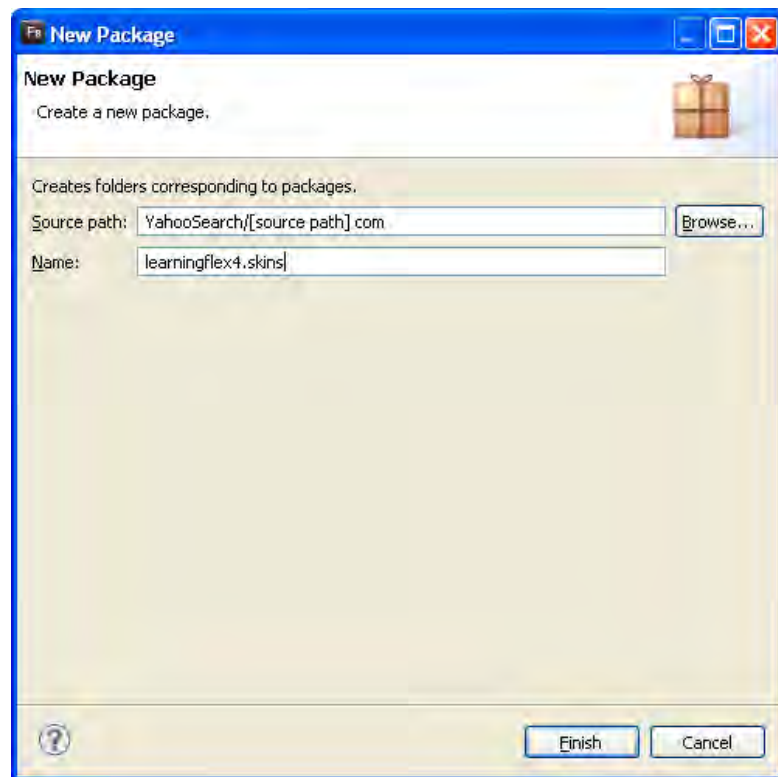 Fb New Package
New Package
Create a new package.
Creates folders corresponding to packages.
Source path: YahooSearch/[source path] com Browse...
Name: learningflex4.skins
? Finish Cancel